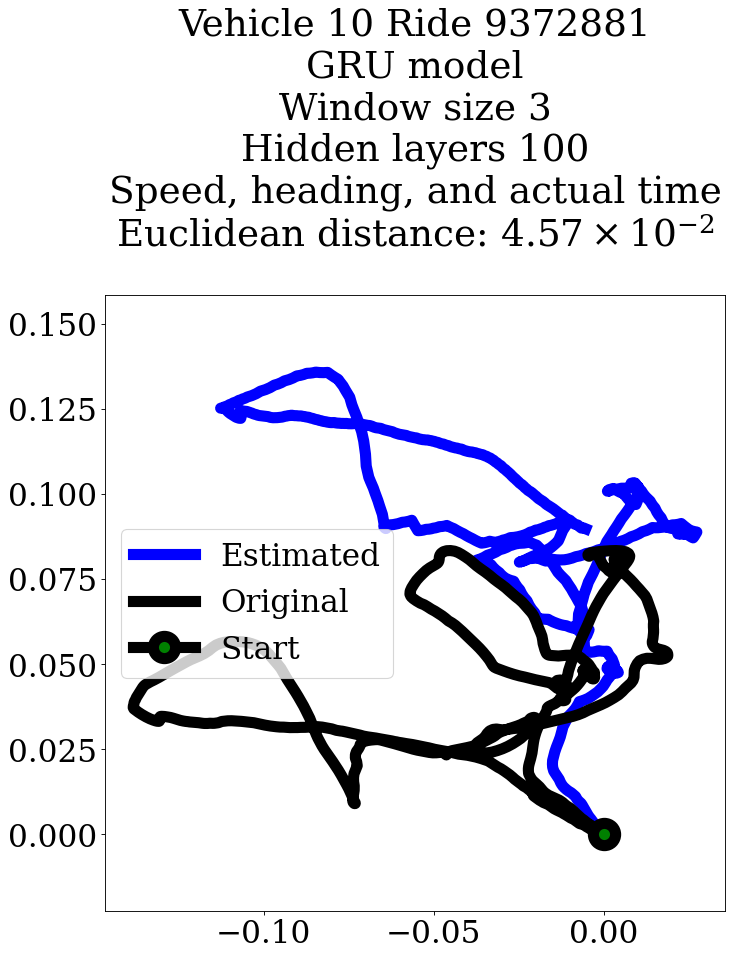 Vehicle 10 Ride 9372881
GRU model
Window size 3
Hidden layers 100
Speed, heading, and actual time
Euclidean distance: 4.57 × 10⁻²
0.150
0.125
0.100
0.075
0.050
0.025
0.000
Estimated
Original
Start
−0.10 −0.05 0.00